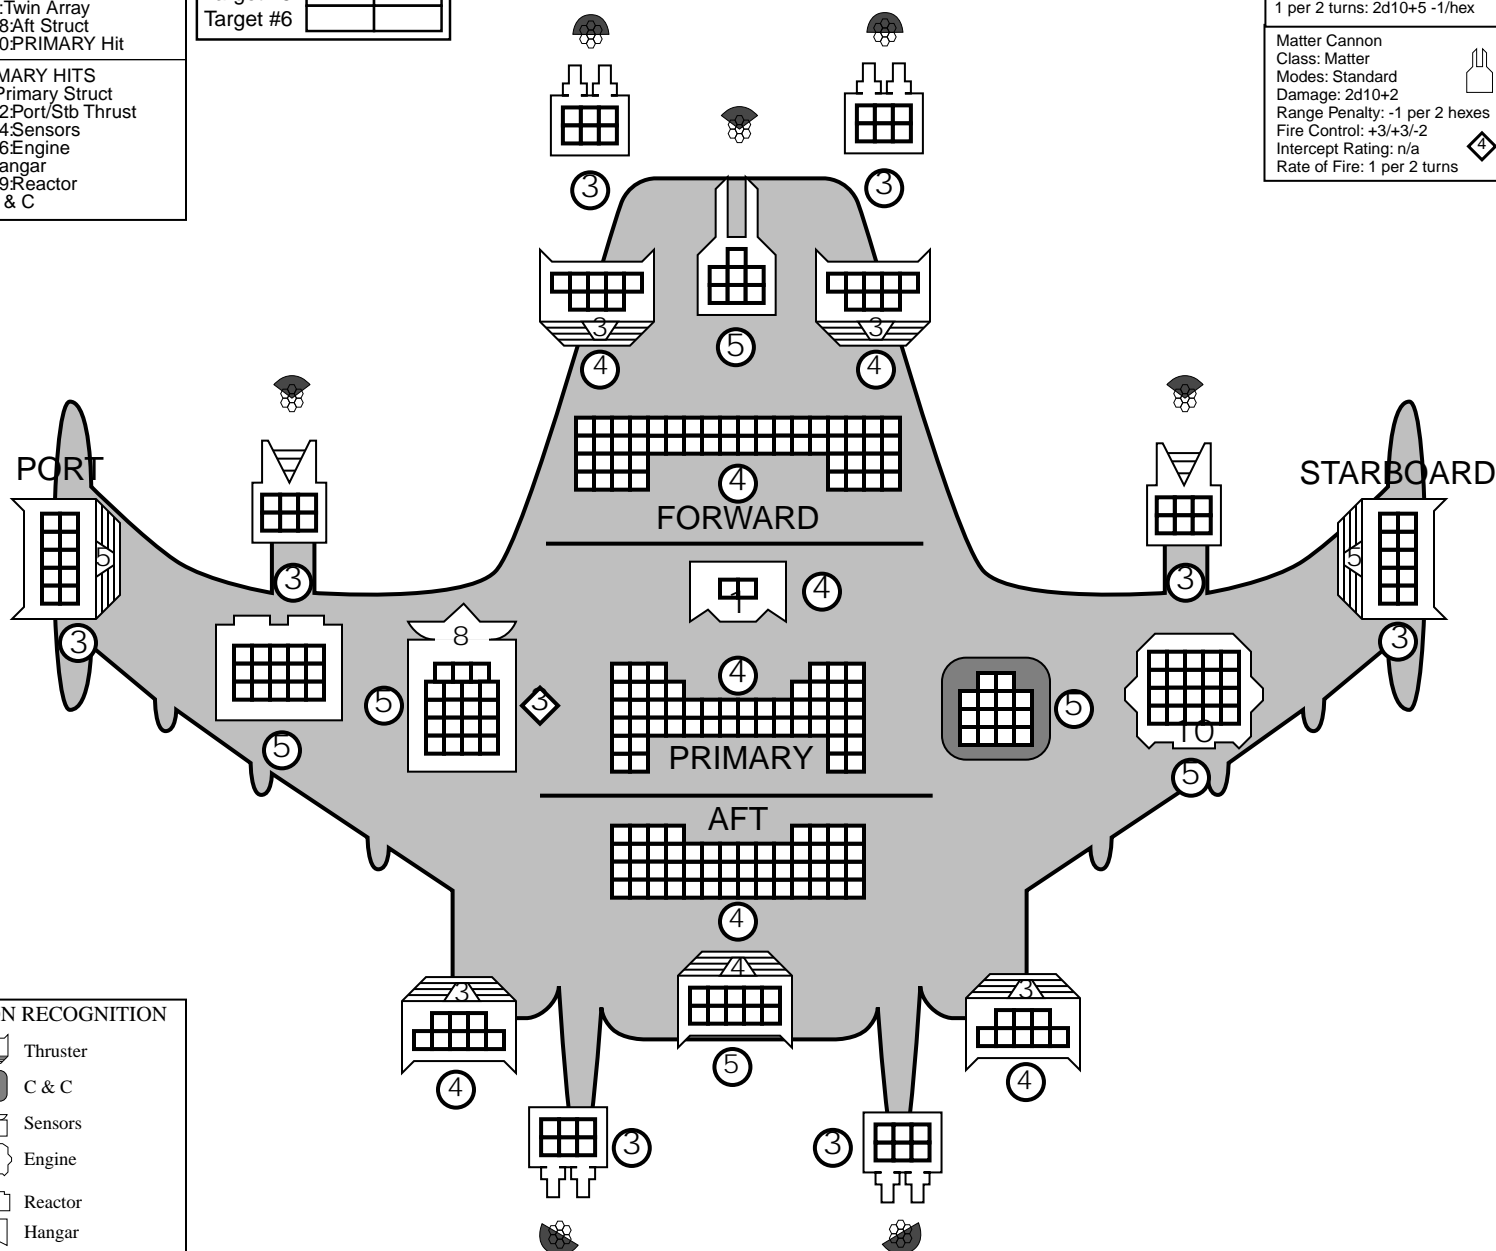 :Twin Array
8:Aft Struct
0:PRIMARY Hit
MARY HITS
Primary Struct
2:Port/Stb Thrust
4:Sensors
6:Engine
angar
9:Reactor
& C
Target #6
1 per 2 turns: 2d10+5 -1/hex
Matter Cannon
Class: Matter
Modes: Standard
Damage: 2d10+2
Range Penalty: -1 per 2 hexes
Fire Control: +3/+3/-2
Intercept Rating: n/a
Rate of Fire: 1 per 2 turns
4
3
3
3
3
4
5
4
PORT
STARBOARD
4
FORWARD
5
5
3
3
1
4
3
3
8
4
5
3
5
10
5
5
PRIMARY
AFT
4
4
3
3
5
4
4
3
3
N RECOGNITION
Thruster
C & C
Sensors
Engine
Reactor
Hangar